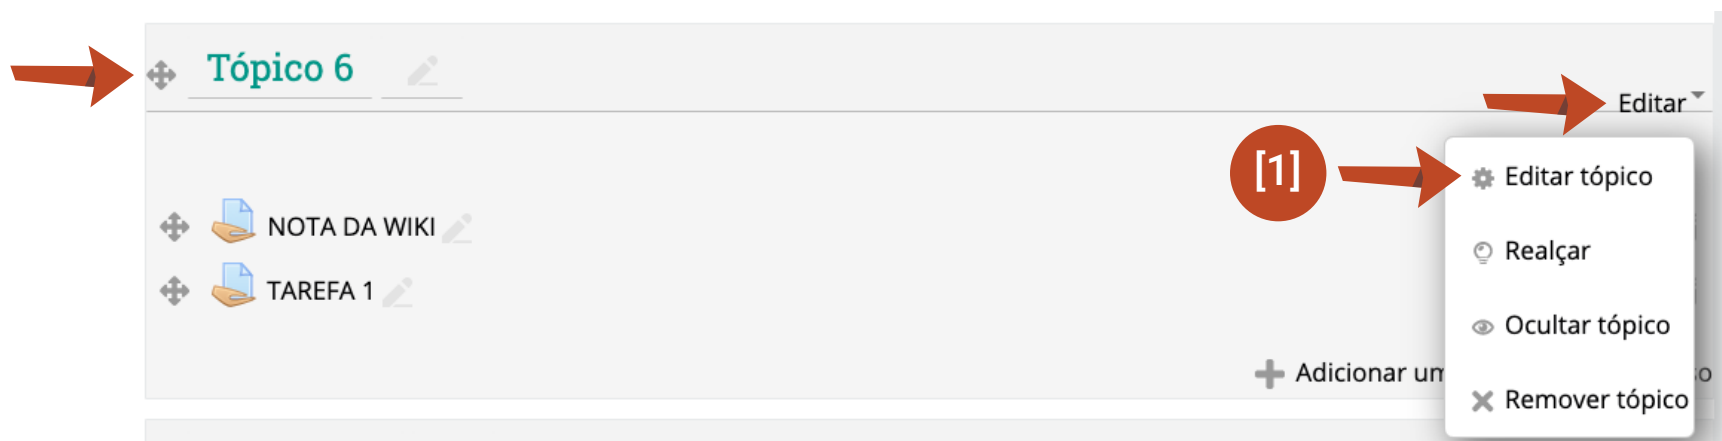 Tópico 6
Editar
[1]
Editar tópico
NOTA DA WIKI
Realçar
TAREFA 1
Ocultar tópico
Adicionar um
Remover tópico